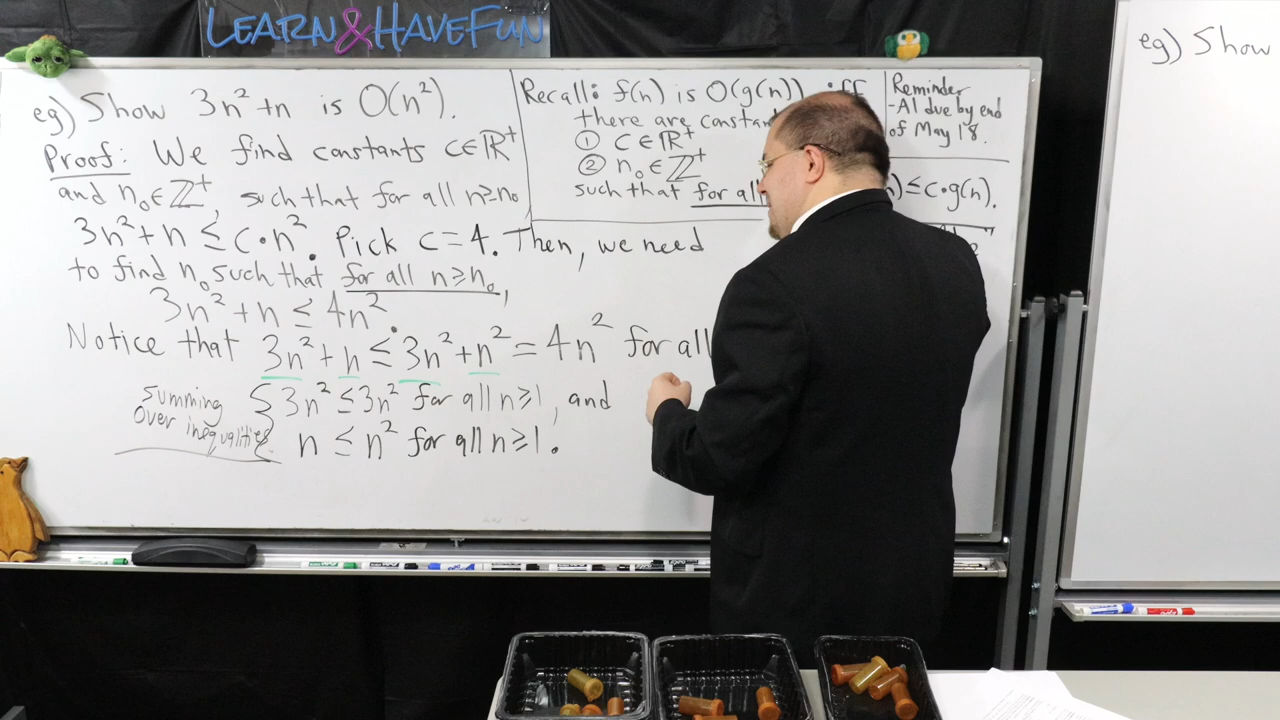 LEARN&HAVEFUN
eg) Show 3n²+n is O(n²).
Proof: We find constants c∈ℝ⁺
and n₀∈ℤ⁺, such that for all n≥n₀
3n²+n ≤ c·n². Pick c=4. Then, we need
to find n₀ such that for all n≥n₀,
3n²+n ≤ 4n².
Notice that 3n²+n ≤ 3n²+n² = 4n² for all
summing
over inequalities
3n² ≤ 3n² for all n≥1, and
n ≤ n² for all n≥1.
Recall: f(n) is O(g(n)) iff
there are constan
① C∈ℝ⁺
② n₀∈ℤ⁺
such that for all
) ≤ c·g(n).
Reminder
-A1 due by end
of May 18.
eg) Show